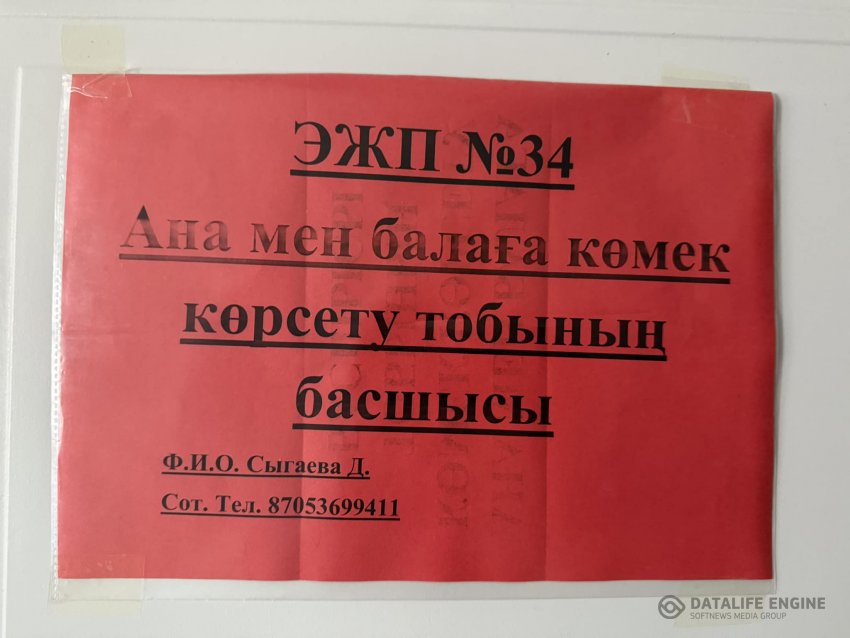 ЭЖП №34
Ана мен балаға көмек
көрсету тобының
басшысы
Ф.И.О. Сыгаева Д.
Сот. Тел. 87053699411
DATALIFE ENGINE
SOFTNEWS MEDIA GROUP